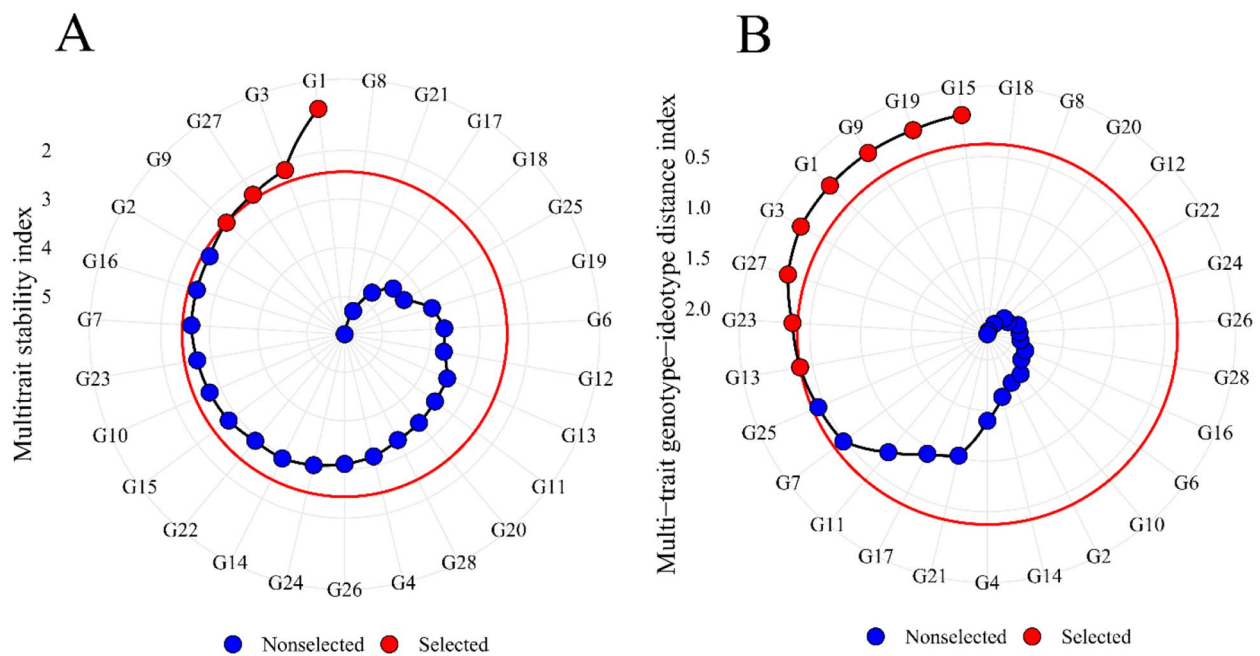 A
Multitrait stability index
2
3
4
5
G1
G8
G21
G17
G18
G25
G19
G6
G12
G13
G11
G20
G28
G4
G26
G24
G14
G22
G15
G10
G23
G7
G16
G2
G9
G27
G3
Nonselected
Selected
B
Multi-trait genotype-ideotype distance index
0.5
1.0
1.5
2.0
G15
G18
G8
G20
G12
G22
G24
G26
G28
G16
G6
G10
G2
G14
G4
G21
G17
G11
G7
G25
G13
G23
G27
G3
G1
G9
G19
Nonselected
Selected